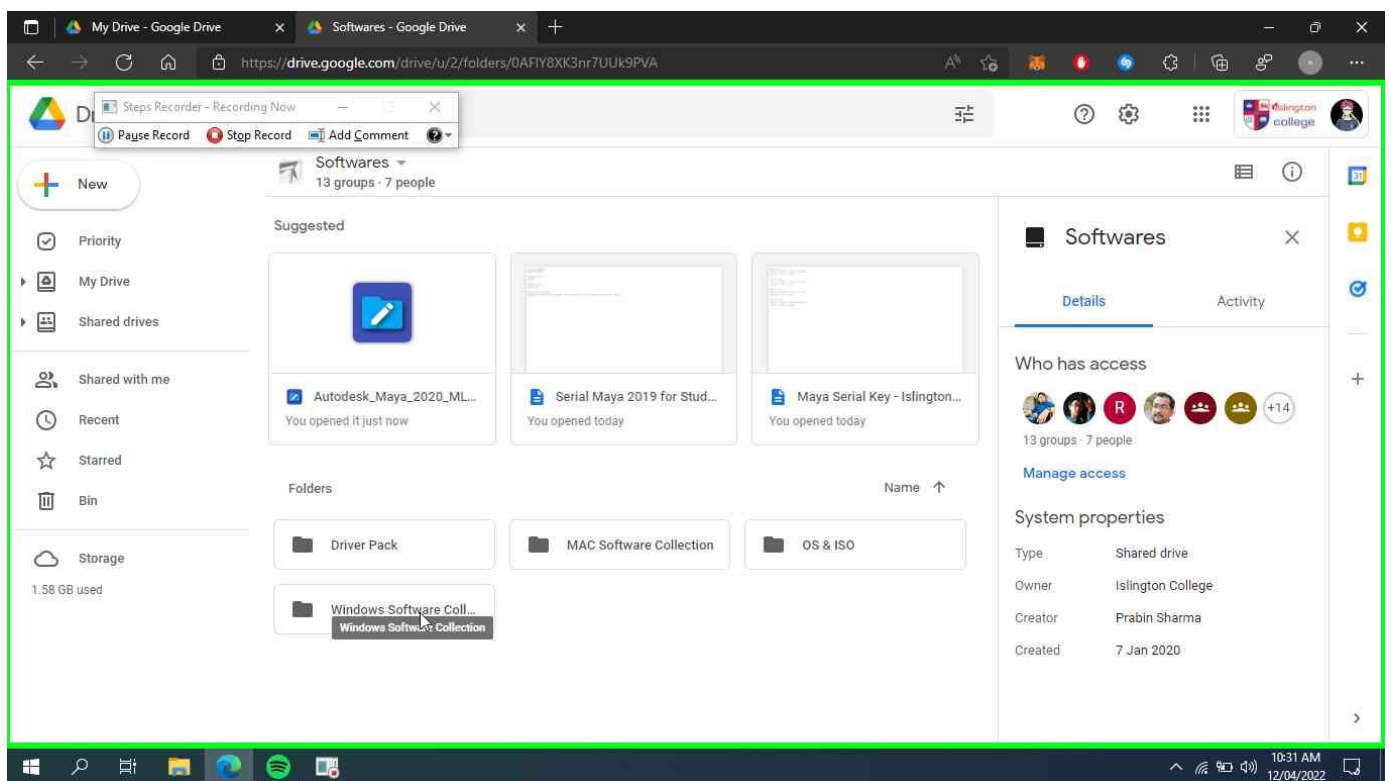 My Drive - Google Drive
Softwares - Google Drive
https://drive.google.com/drive/u/2/folders/0AFlY8XK3nr7UUk9PVA
Steps Recorder - Recording Now
Pause Record
Stop Record
Add Comment
islington
college
New
Softwares
13 groups · 7 people
Priority
My Drive
Shared drives
Shared with me
Recent
Starred
Bin
Storage
1.58 GB used
Suggested
Autodesk_Maya_2020_ML...
You opened it just now
Serial Maya 2019 for Stud...
You opened today
Maya Serial Key - Islington...
You opened today
Folders
Name
Driver Pack
MAC Software Collection
OS & ISO
Windows Software Coll...
Windows Software Collection
Softwares
Details
Activity
Who has access
R
+14
13 groups · 7 people
Manage access
System properties
Type Shared drive
Owner Islington College
Creator Prabin Sharma
Created 7 Jan 2020
31
10:31 AM
12/04/2022